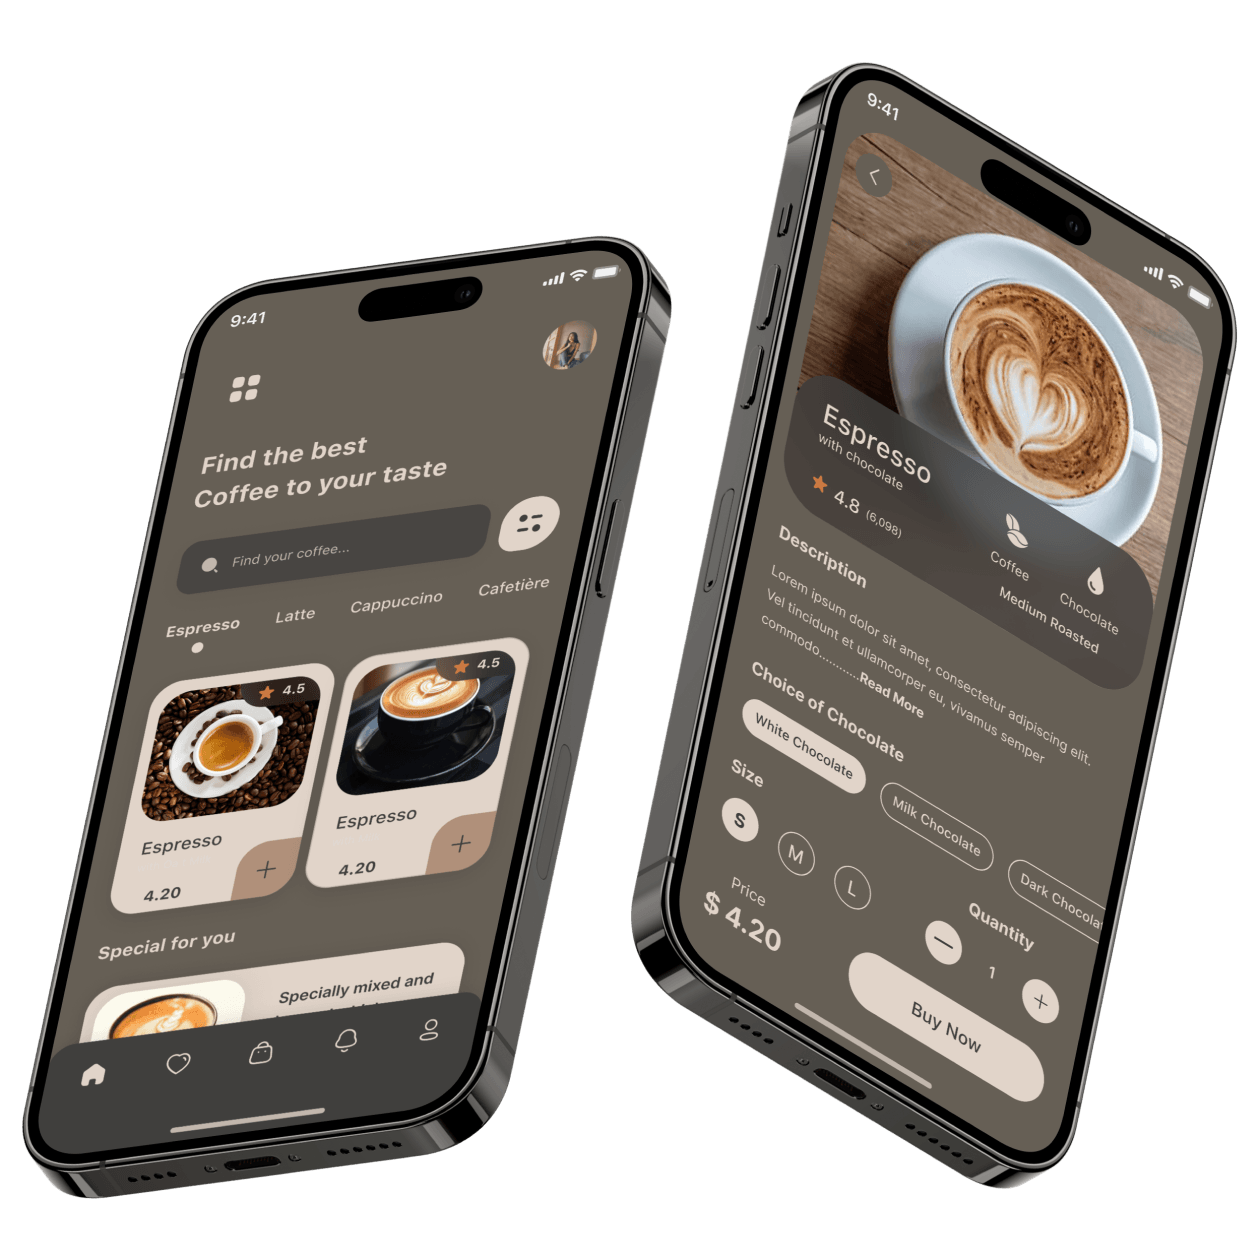 9:41
Find the best
Coffee to your taste
Find your coffee...
Espresso Latte Cappuccino Cafetière
4.5
4.5
Espresso
4.20
Espresso
4.20
Special for you
Specially mixed and
9:41
Espresso
with chocolate
4.8 (6,098)
Coffee
Chocolate
Medium Roasted
Description
Lorem ipsum dolor sit amet, consectetur adipiscing elit.
Vel tincidunt et ullamcorper eu, vivamus semper
commodo..........Read More
Choice of Chocolate
White Chocolate
Milk Chocolate
Size
S
M
L
Dark Chocola
Price
$ 4.20
Quantity
1
Buy Now